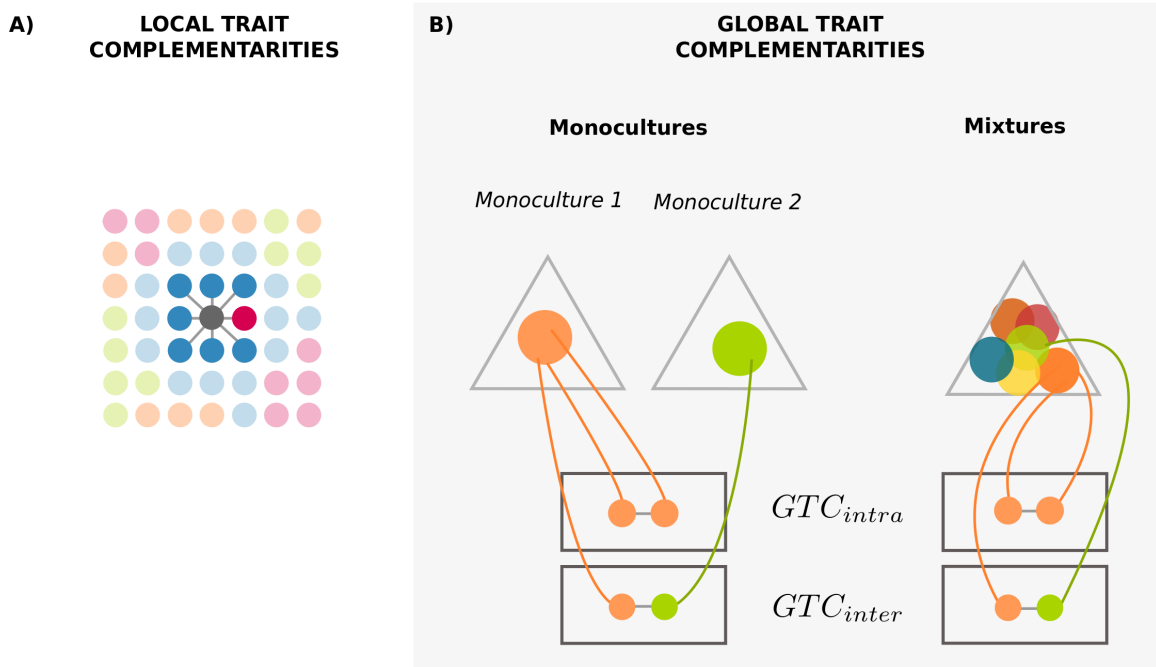 A)
LOCAL TRAIT
COMPLEMENTARITIES
B)
GLOBAL TRAIT
COMPLEMENTARITIES
Monocultures
Mixtures
Monoculture 1
Monoculture 2
GTC_intra
GTC_inter